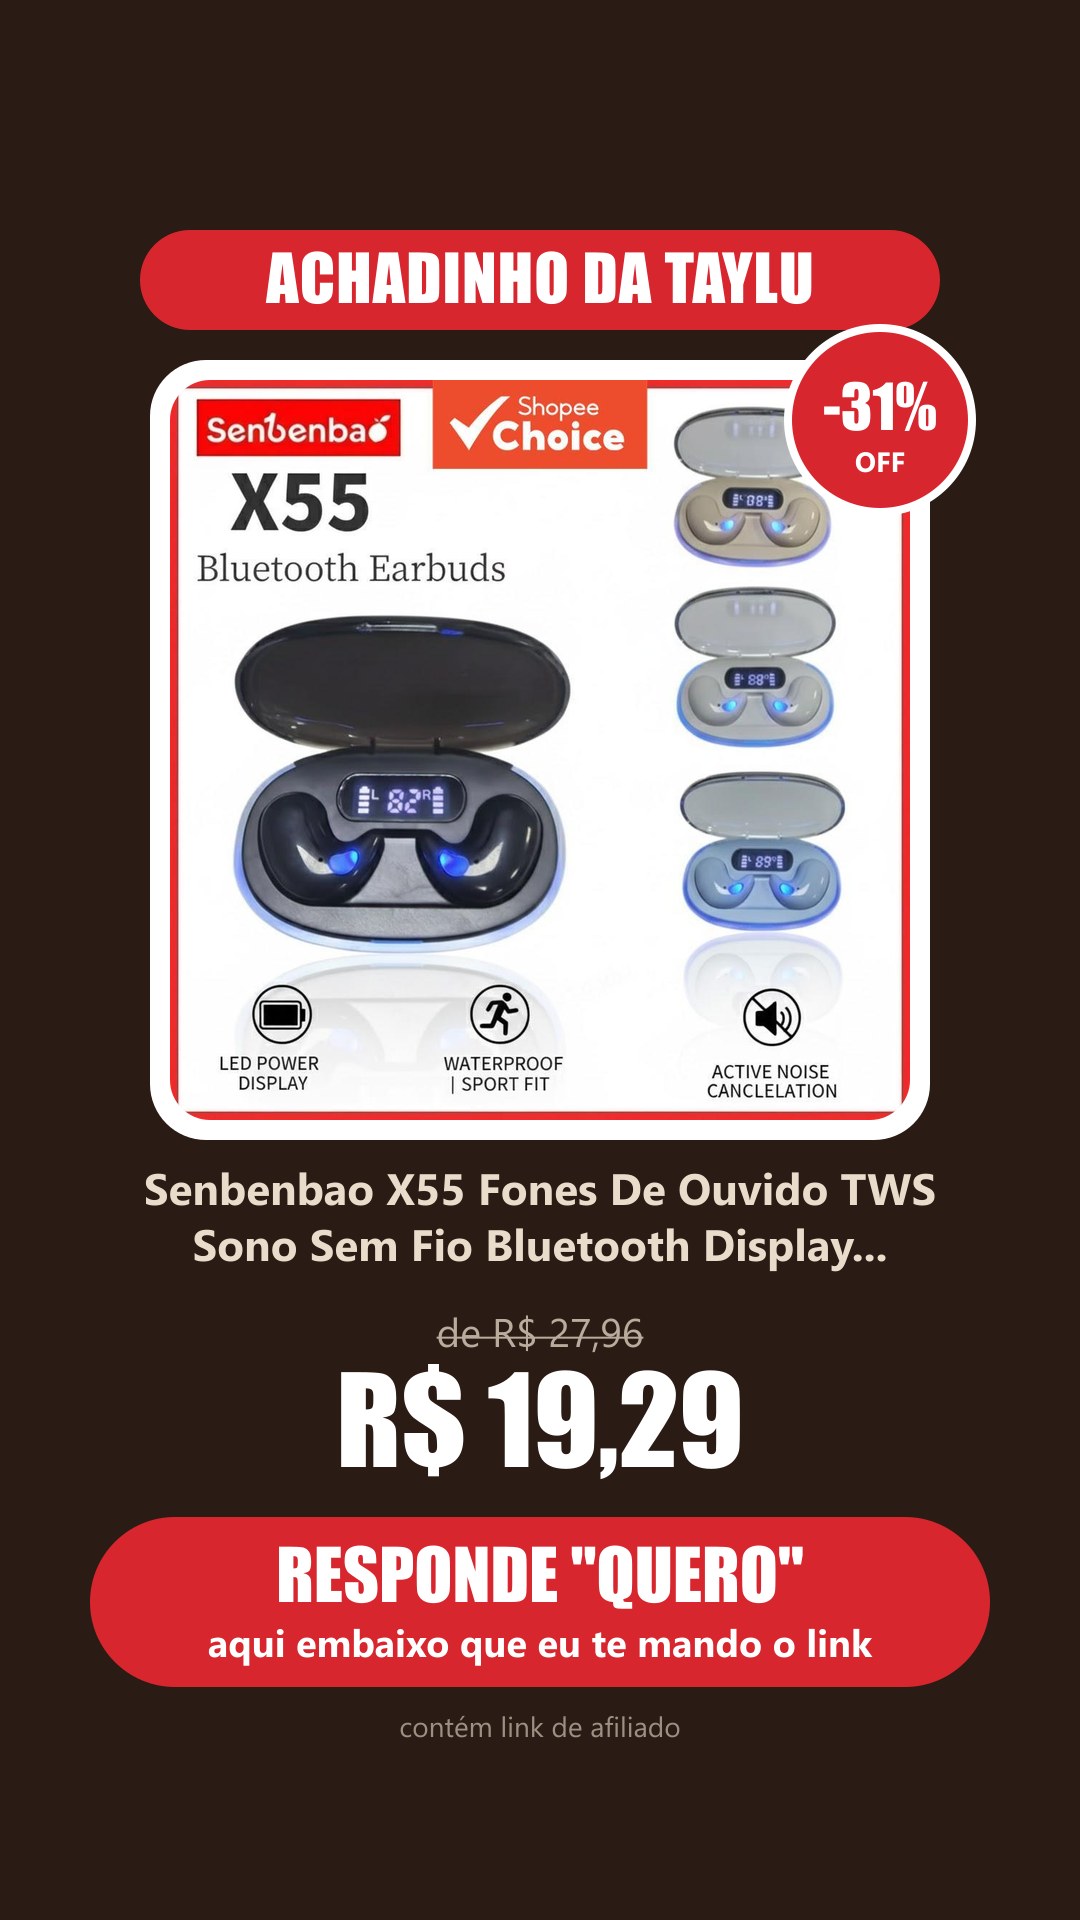 ACHADINHO DA TAYLU
-31%
OFF
Senbenbao
Shopee
Choice
X55
Bluetooth Earbuds
L 82 R
LED POWER
DISPLAY
WATERPROOF
| SPORT FIT
ACTIVE NOISE
CANCLELATION
Senbenbao X55 Fones De Ouvido TWS
Sono Sem Fio Bluetooth Display...
de R$ 27,96
R$ 19,29
RESPONDE "QUERO"
aqui embaixo que eu te mando o link
contém link de afiliado